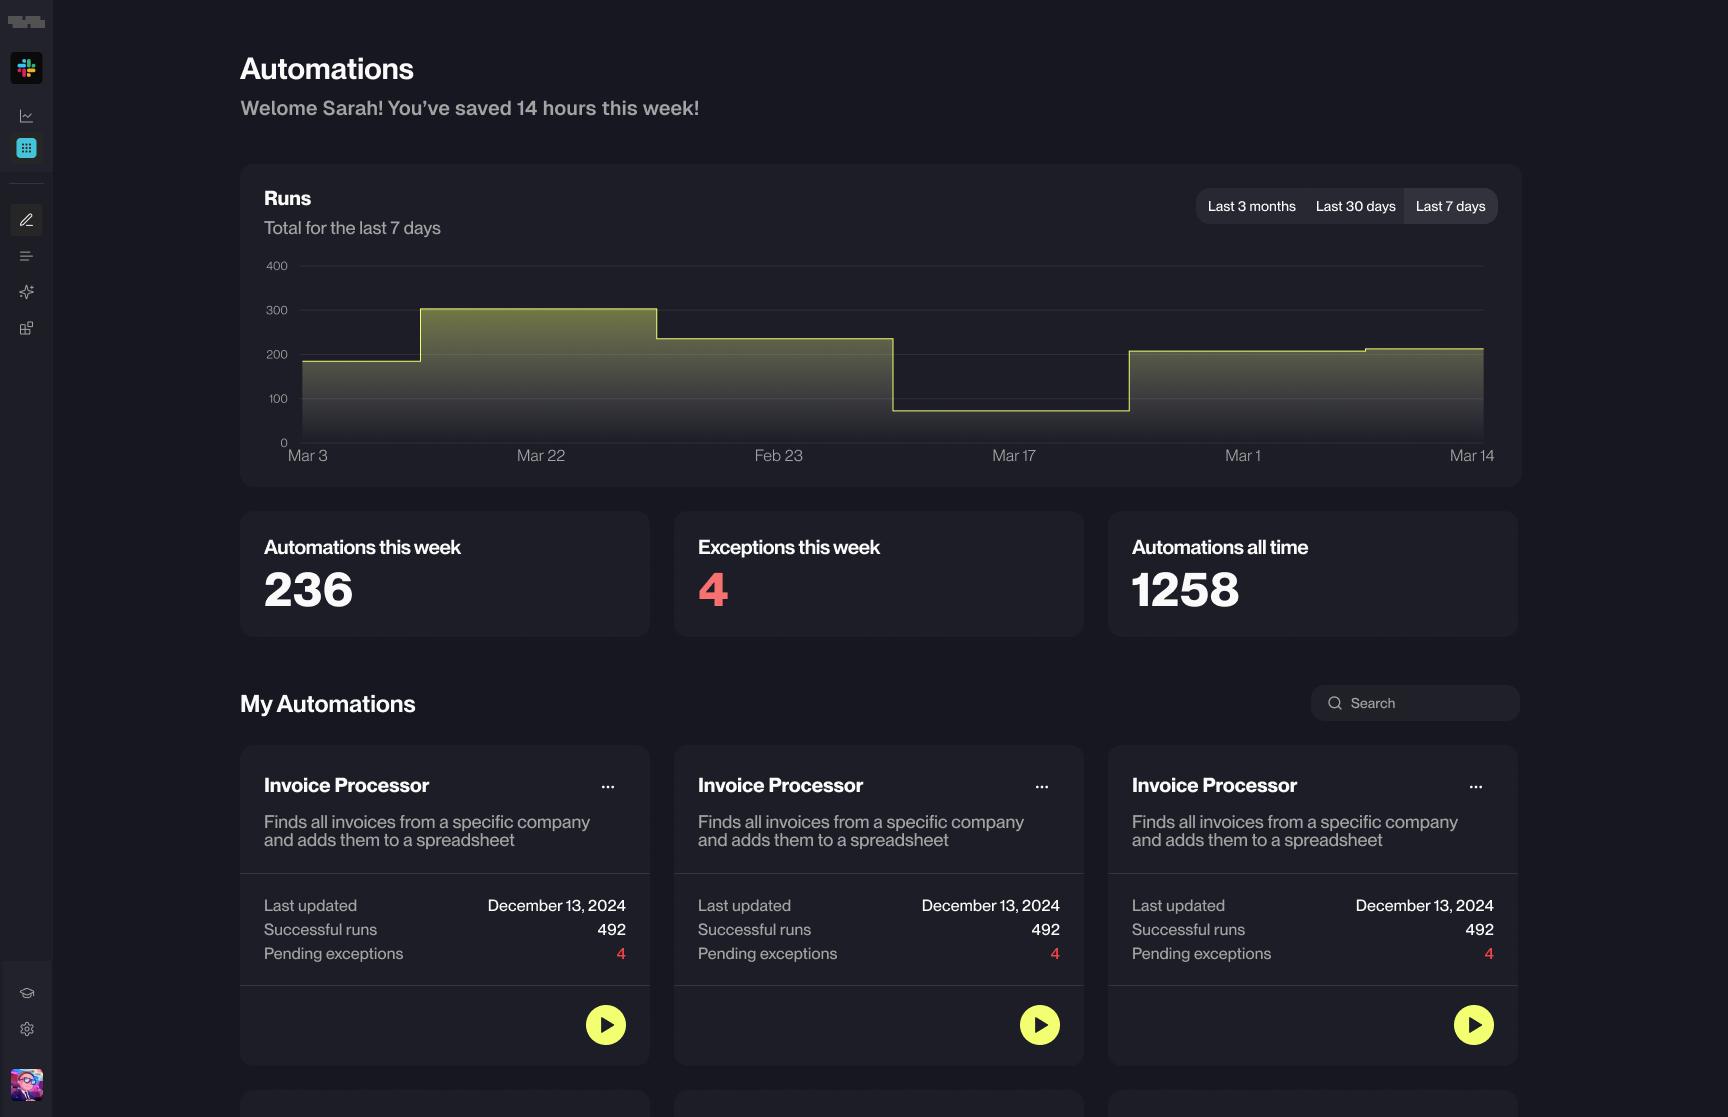 Automations
Welome Sarah! You've saved 14 hours this week!
Runs
Total for the last 7 days
Last 3 months Last 30 days Last 7 days
400
300
200
100
0
Mar 3 Mar 22 Feb 23 Mar 17 Mar 1 Mar 14
Automations this week
236
Exceptions this week
4
Automations all time
1258
My Automations
Search
Invoice Processor
Finds all invoices from a specific company
and adds them to a spreadsheet
Last updated December 13, 2024
Successful runs 492
Pending exceptions 4
Invoice Processor
Finds all invoices from a specific company
and adds them to a spreadsheet
Last updated December 13, 2024
Successful runs 492
Pending exceptions 4
Invoice Processor
Finds all invoices from a specific company
and adds them to a spreadsheet
Last updated December 13, 2024
Successful runs 492
Pending exceptions 4